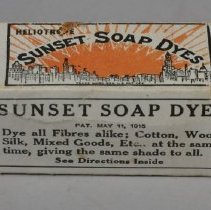 HELIOTROPE
SUNSET SOAP DYES
SUNSET SOAP DYE
PAT. MAY 11, 1915
Dye all Fibres alike; Cotton, Woo
Silk, Mixed Goods, Etc., at the same
time, giving the same shade to all.
See Directions Inside